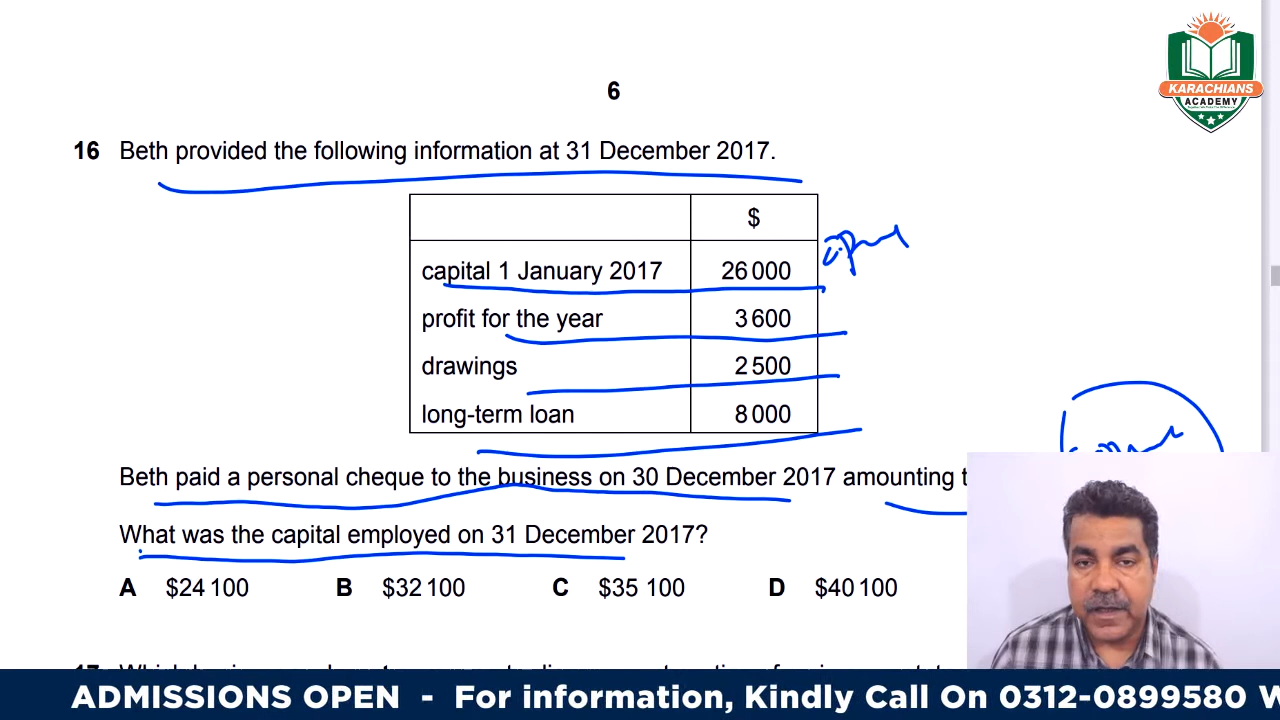 KARACHIANS
ACADEMY
6
16 Beth provided the following information at 31 December 2017.
$
capital 1 January 2017 26 000
profit for the year 3 600
drawings 2 500
long-term loan 8 000
Beth paid a personal cheque to the business on 30 December 2017 amounting
What was the capital employed on 31 December 2017?
A $24 100 B $32 100 C $35 100 D $40 100
ADMISSIONS OPEN - For information, Kindly Call On 0312-0899580 W